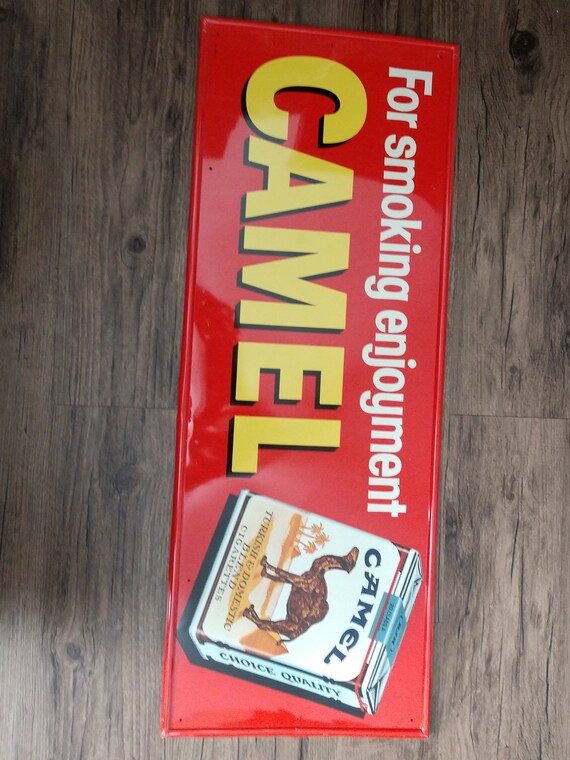 For smoking enjoyment
CAMEL
CAMEL
TURKISH & DOMESTIC
BLEND
CIGARETTES
CHOICE QUALITY